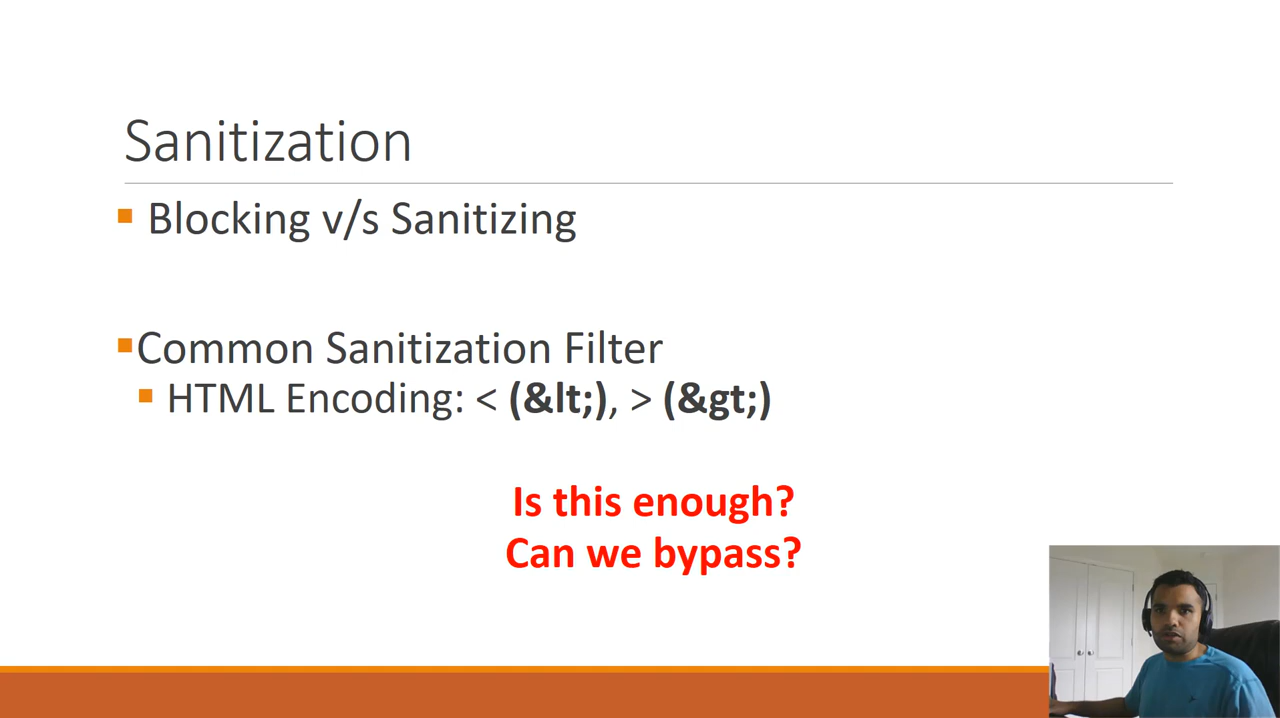 Sanitization
Blocking v/s Sanitizing
Common Sanitization Filter
HTML Encoding: < (&lt;), > (&gt;)
Is this enough?
Can we bypass?